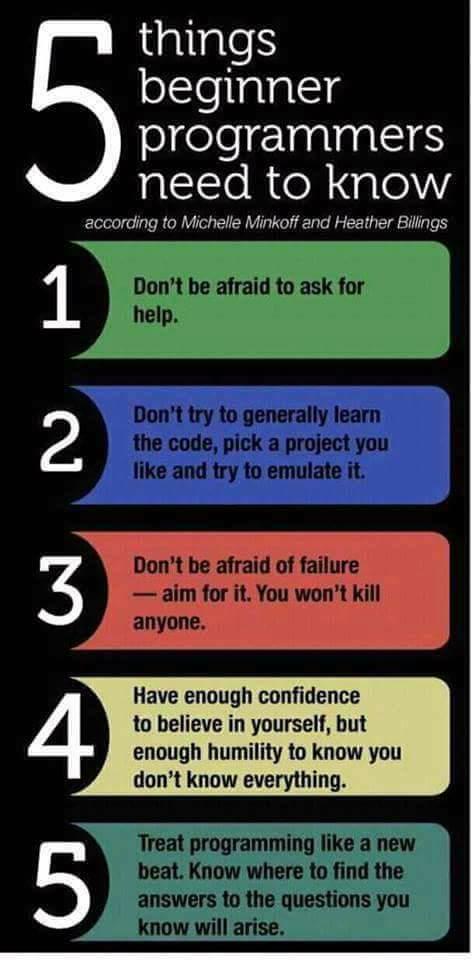 5 things
beginner
programmers
need to know
according to Michelle Minkoff and Heather Billings
1
Don't be afraid to ask for
help.
2
Don't try to generally learn
the code, pick a project you
like and try to emulate it.
3
Don't be afraid of failure
— aim for it. You won't kill
anyone.
4
Have enough confidence
to believe in yourself, but
enough humility to know you
don't know everything.
5
Treat programming like a new
beat. Know where to find the
answers to the questions you
know will arise.